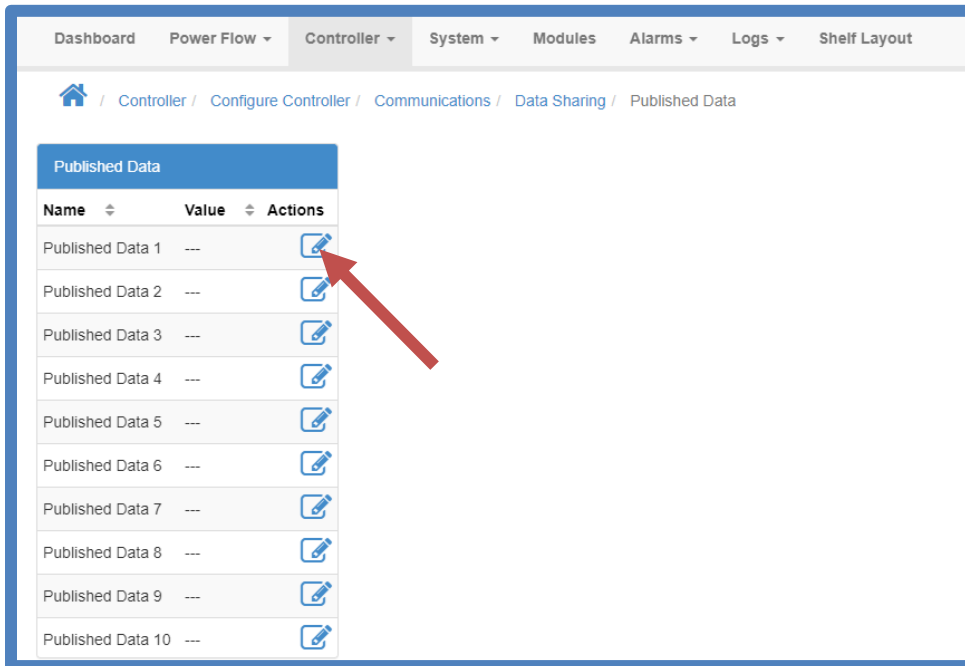 Dashboard Power Flow Controller System Modules Alarms Logs Shelf Layout
/ Controller / Configure Controller / Communications / Data Sharing / Published Data
Published Data
Name Value Actions
Published Data 1 ---
Published Data 2 ---
Published Data 3 ---
Published Data 4 ---
Published Data 5 ---
Published Data 6 ---
Published Data 7 ---
Published Data 8 ---
Published Data 9 ---
Published Data 10 ---